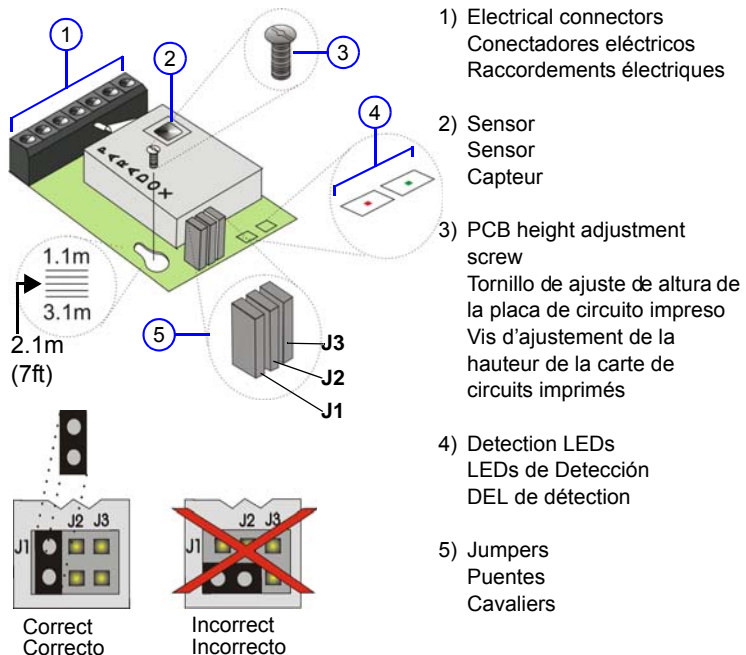 1
2
3
4
PARADOX
1.1m
3.1m
2.1m
(7ft)
5
J3
J2
J1
J2 J3
J1
Correct
Correcto
J2 J3
J1
Incorrect
Incorrecto
1) Electrical connectors
Conectadores eléctricos
Raccordements électriques
2) Sensor
Sensor
Capteur
3) PCB height adjustment
screw
Tornillo de ajuste de altura de
la placa de circuito impreso
Vis d'ajustement de la
hauteur de la carte de
circuits imprimés
4) Detection LEDs
LEDs de Detección
DEL de détection
5) Jumpers
Puentes
Cavaliers